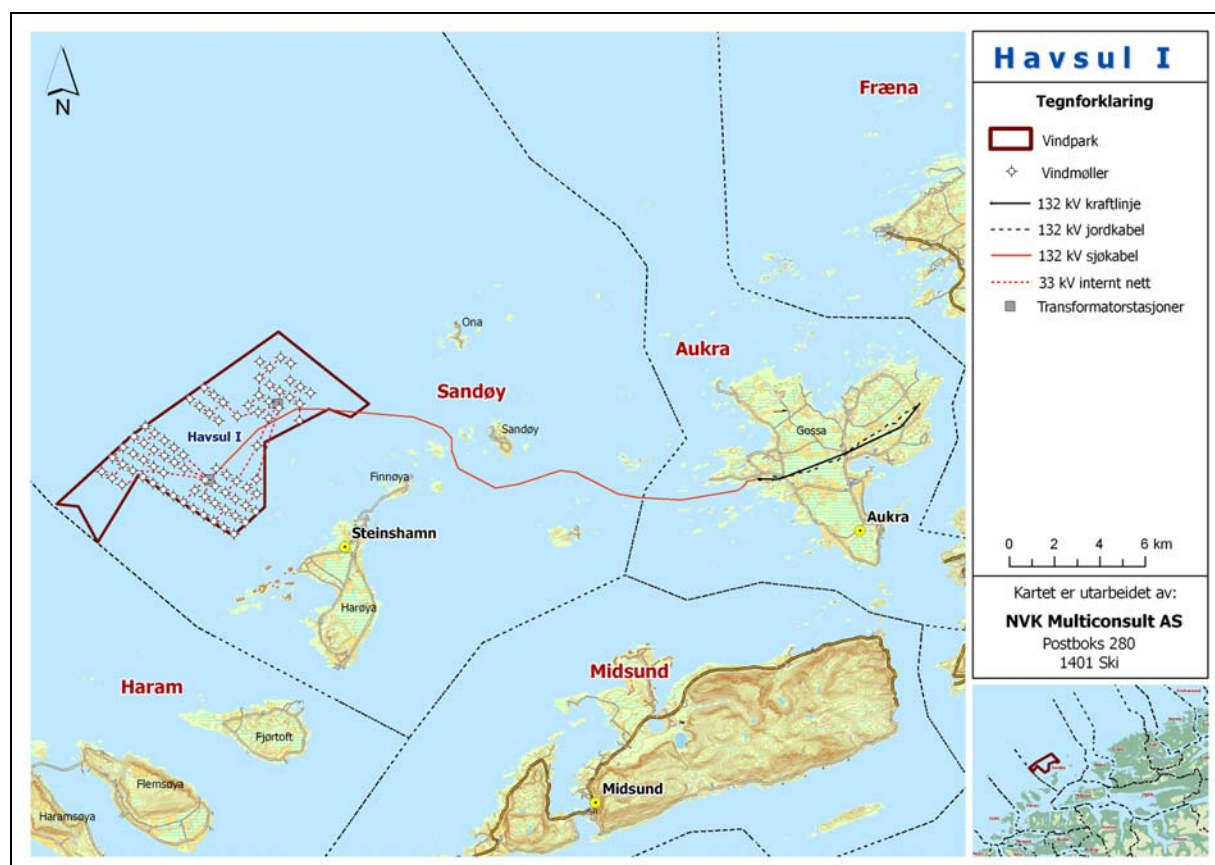 N
Fræna
Ona
Aukra
Sandøy
Gossa
Sandøy
Havsul I
Finnøya
Aukra
Steinshamn
Harøya
Midsund
Haram
Fjørtoft
Flemsøya
Midsund
Haramsøya
Havsul I
Tegnforklaring
Vindpark
Vindmøller
132 kV kraftlinje
132 kV jordkabel
132 kV sjøkabel
33 kV internt nett
Transformatorstasjoner
0 2 4 6 km
Kartet er utarbeidet av:
NVK Multiconsult AS
Postboks 280
1401 Ski